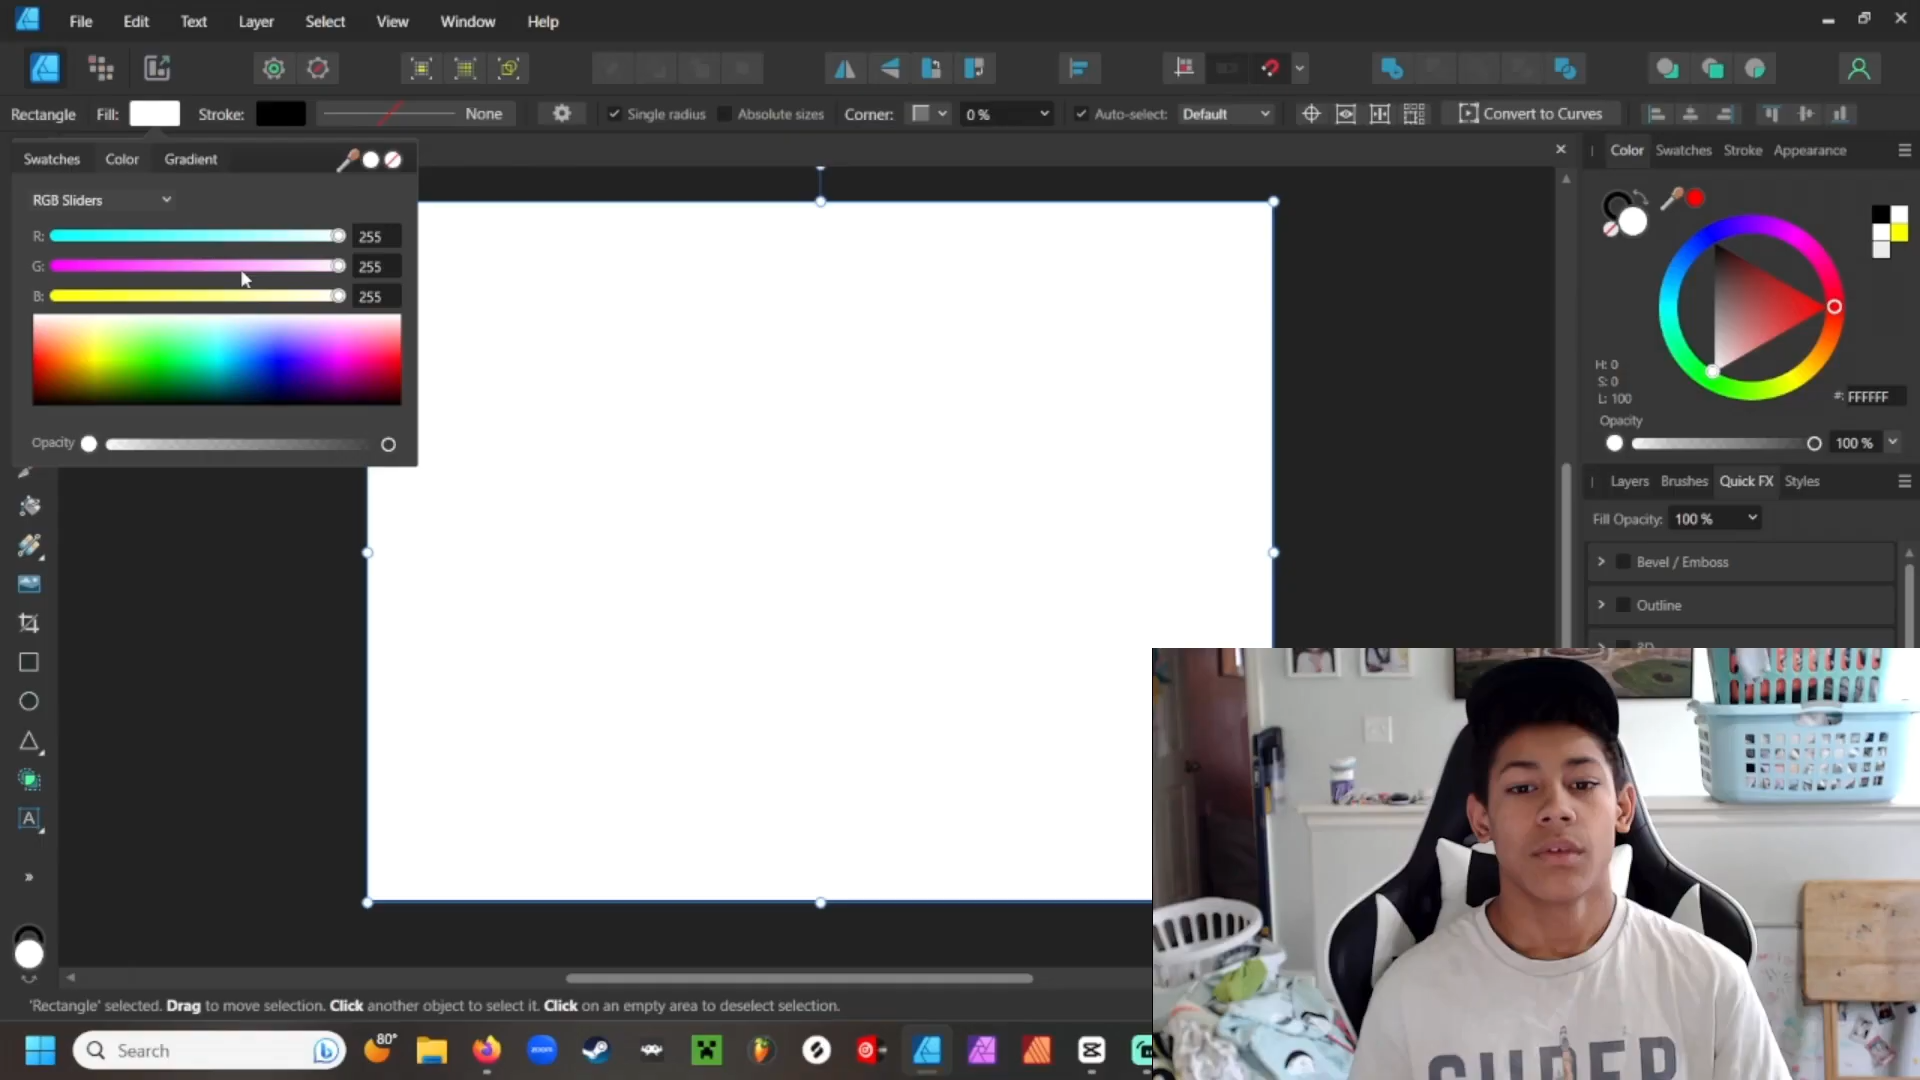 File Edit Text Layer Select View Window Help
Rectangle Fill: Stroke: None Single radius Absolute sizes Corner: 0 % Auto-select: Default Convert to Curves
Swatches Color Gradient
Color Swatches Stroke Appearance
RGB Sliders
R: 255
G: 255
B: 255
H: 0
S: 0
L: 100
#: FFFFFF
Opacity
Opacity
100 %
Layers Brushes Quick FX Styles
Fill Opacity: 100 %
Bevel / Emboss
Outline
3D
A
'Rectangle' selected. Drag to move selection. Click another object to select it. Click on an empty area to deselect selection.
Search
80°
zoom
SUPER